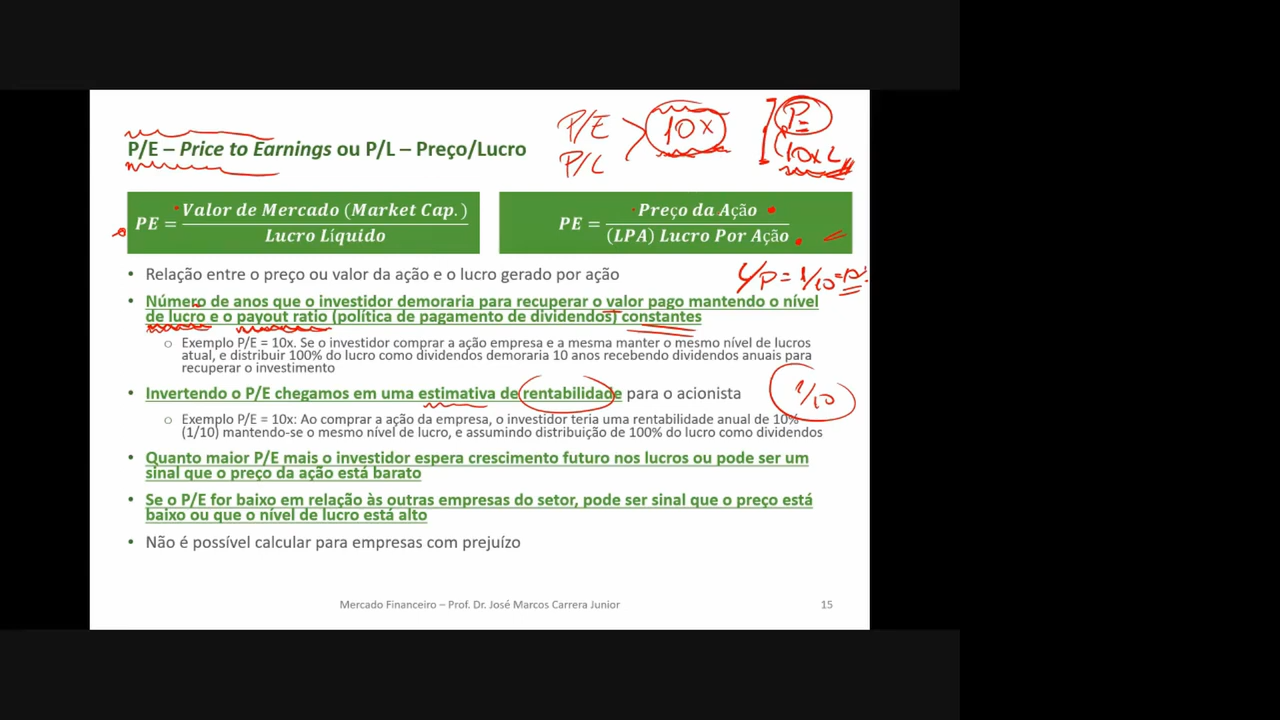 P/E – Price to Earnings ou P/L – Preço/Lucro
P/E
P/L
10x
P=
10xL
PE = Valor de Mercado (Market Cap.)
Lucro Líquido
PE = Preço da Ação
(LPA) Lucro Por Ação
• Relação entre o preço ou valor da ação e o lucro gerado por ação
L/P = 1/10 =
• Número de anos que o investidor demoraria para recuperar o valor pago mantendo o nível
de lucro e o payout ratio (política de pagamento de dividendos) constantes
o Exemplo P/E = 10x. Se o investidor comprar a ação empresa e a mesma manter o mesmo nível de lucros
atual, e distribuir 100% do lucro como dividendos demoraria 10 anos recebendo dividendos anuais para
recuperar o investimento
• Invertendo o P/E chegamos em uma estimativa de rentabilidade para o acionista
1/10
o Exemplo P/E = 10x: Ao comprar a ação da empresa, o investidor teria uma rentabilidade anual de 10%
(1/10) mantendo-se o mesmo nível de lucro, e assumindo distribuição de 100% do lucro como dividendos
• Quanto maior P/E mais o investidor espera crescimento futuro nos lucros ou pode ser um
sinal que o preço da ação está barato
• Se o P/E for baixo em relação às outras empresas do setor, pode ser sinal que o preço está
baixo ou que o nível de lucro está alto
• Não é possível calcular para empresas com prejuízo
Mercado Financeiro – Prof. Dr. José Marcos Carrera Junior
15